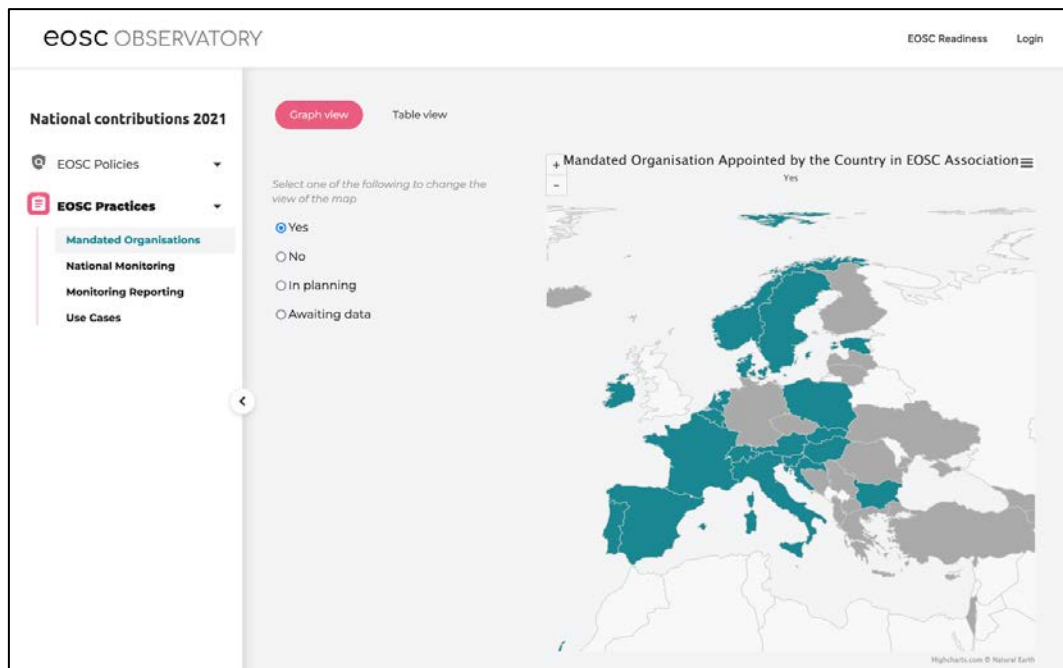 eosc OBSERVATORY
EOSC Readiness
Login
National contributions 2021
EOSC Policies
EOSC Practices
Mandated Organisations
National Monitoring
Monitoring Reporting
Use Cases
Graph view
Table view
Select one of the following to change the
view of the map
Yes
No
In planning
Awaiting data
+
−
Mandated Organisation Appointed by the Country in EOSC Association
Yes
Highcharts.com © Natural Earth